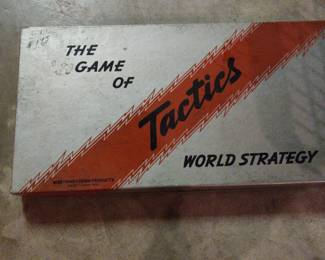 THE
GAME
OF
Tactics
WORLD STRATEGY